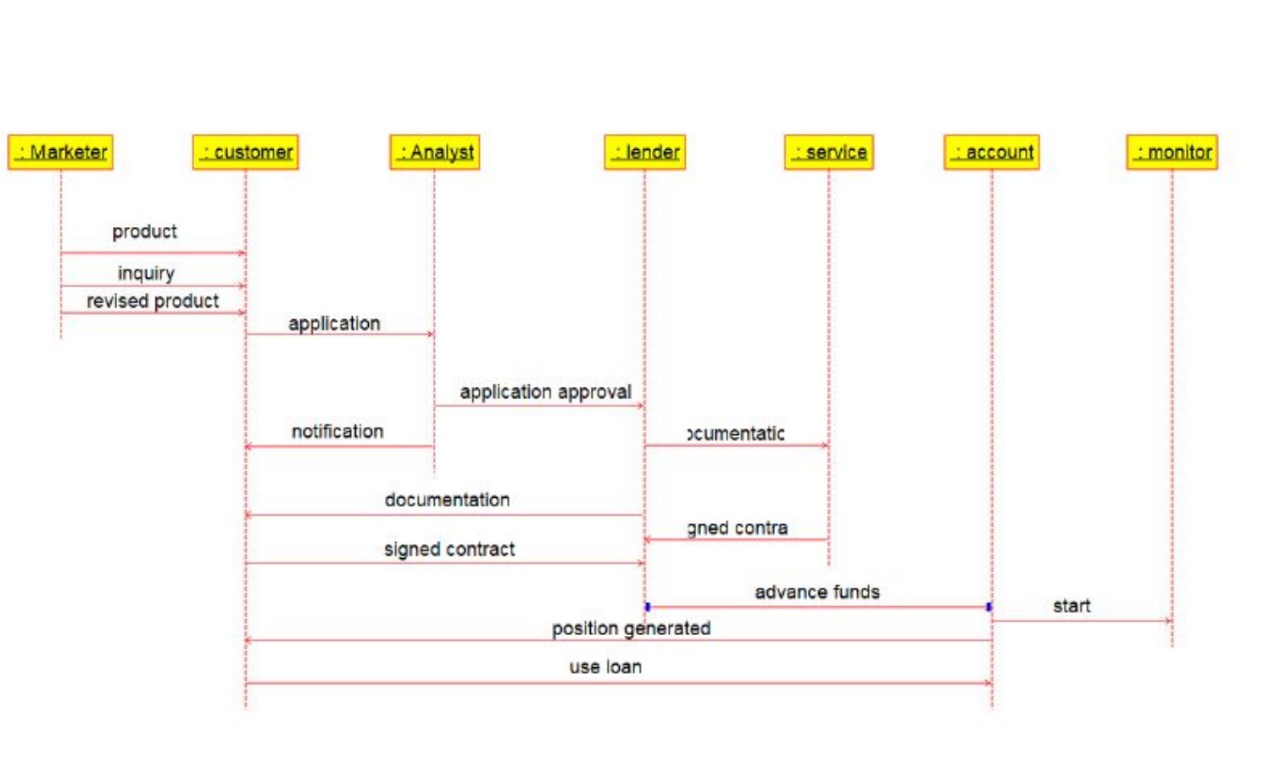 : Marketer
: customer
: Analyst
: lender
: service
: account
: monitor
product
inquiry
revised product
application
application approval
notification
ocumentatic
documentation
gned contra
signed contract
advance funds
start
position generated
use loan